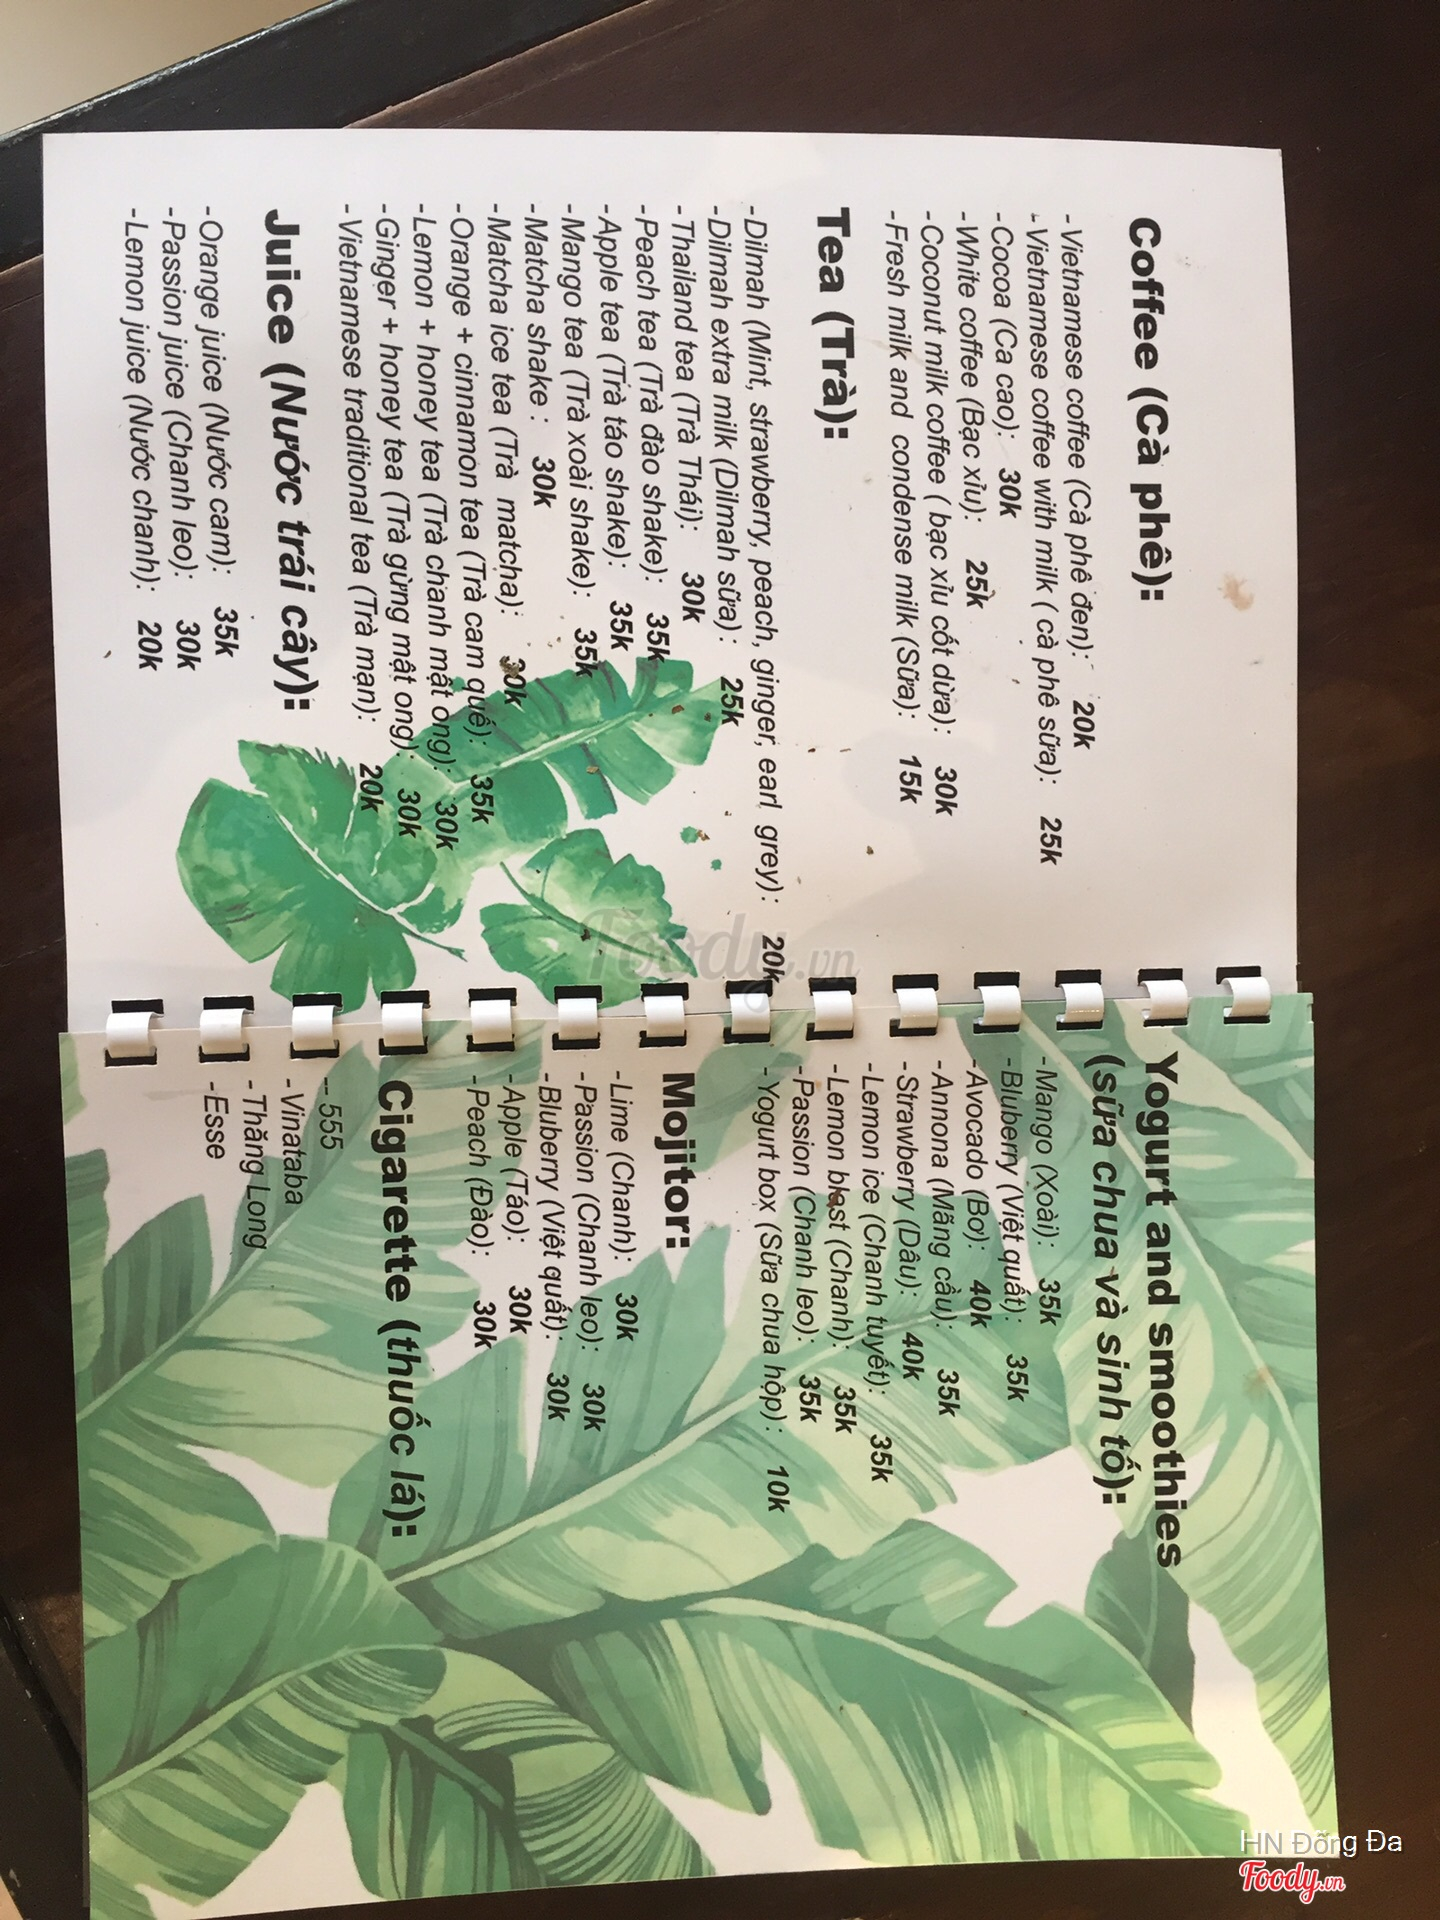 Coffee (Cà phê):
- Vietnamese coffee (Cà phê đen): 20k
- Vietnamese coffee with milk ( cà phê sữa): 25k
-Cocoa (Ca cao): 30k
-White coffee (Bạc xỉu): 25k
-Coconut milk coffee ( bạc xỉu cốt dừa): 30k
-Fresh milk and condense milk (Sữa): 15k
Tea (Trà):
-Dilmah (Mint, strawberry, peach, ginger, earl grey): 20k
-Dilmah extra milk (Dilmah sữa) : 25k
-Thailand tea (Trà Thái): 30k
-Peach tea (Trà đào shake): 35k
-Apple tea (Trà táo shake): 35k
-Mango tea (Trà xoài shake): 35k
-Matcha shake : 30k
-Matcha ice tea (Trà matcha): 30k
-Orange + cinnamon tea (Trà cam quế): 35k
-Lemon + honey tea (Trà chanh mật ong): 30k
-Ginger + honey tea (Trà gừng mật ong): 30k
-Vietnamese traditional tea (Trà mạn): 20k
Juice (Nước trái cây):
-Orange juice (Nước cam): 35k
-Passion juice (Chanh leo): 30k
-Lemon juice (Nước chanh): 20k
Yogurt and smoothies
(sữa chua và sinh tố):
-Mango (Xoài): 35k
-Bluberry (Việt quất): 35k
-Avocado (Bơ): 40k
-Annona (Mãng cầu): 35k
-Strawberry (Dâu): 40k
-Lemon ice (Chanh tuyết): 35k
-Lemon blast (Chanh): 35k
-Passion (Chanh leo): 35k
-Yogurt box (Sữa chua hộp) : 10k
Mojitor:
-Lime (Chanh): 30k
-Passion (Chanh leo): 30k
-Bluberry (Việt quất): 30k
-Apple (Táo): 30k
-Peach (Đào): 30k
Cigarette (thuốc lá):
-- 555
- Vinataba
- Thăng Long
-Esse
Foody.vn
HN Đống Đa
Foody.vn